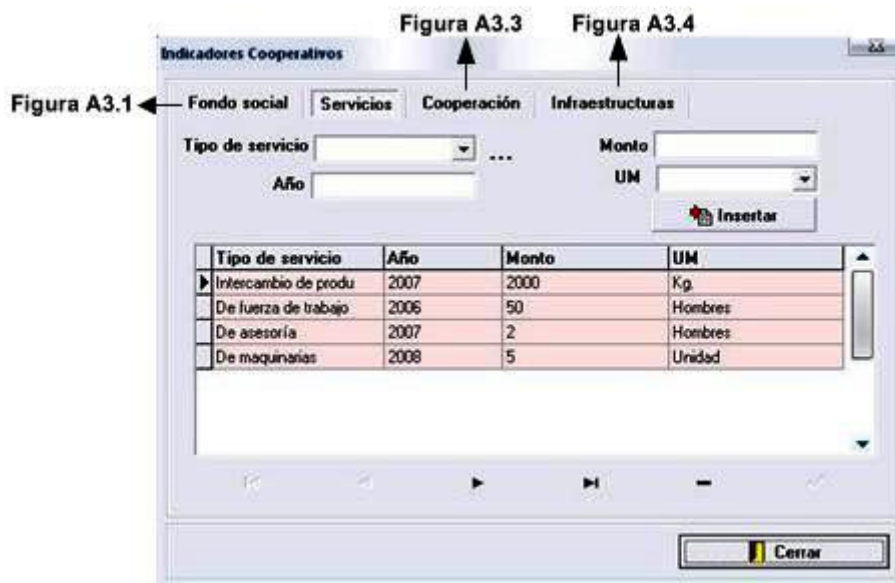 Figura A3.3 Figura A3.4
Indicadores Cooperativos
Figura A3.1 Fondo social Servicios Cooperación Infraestructuras
Tipo de servicio ... Monto
Año UM
Insertar
Tipo de servicio Año Monto UM
Intercambio de produ 2007 2000 Kg.
De fuerza de trabajo 2006 50 Hombres
De asesoría 2007 2 Hombres
De maquinarias 2008 5 Unidad
Cerrar